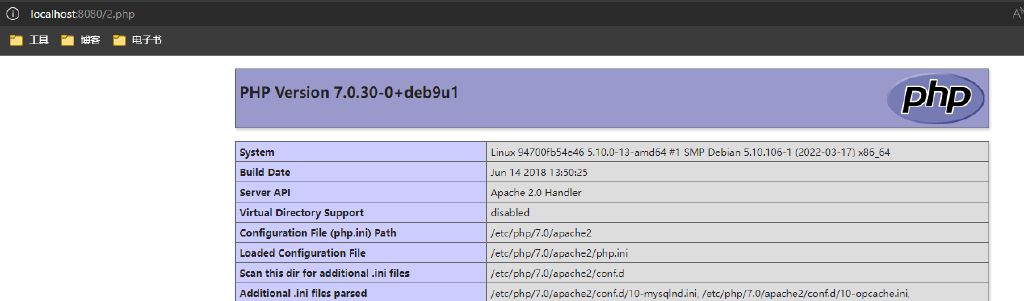 localhost:8080/2.php
工具 博客 电子书
PHP Version 7.0.30-0+deb9u1 php
System Linux 94700fb54e46 5.10.0-13-amd64 #1 SMP Debian 5.10.106-1 (2022-03-17) x86_64
Build Date Jun 14 2018 13:50:25
Server API Apache 2.0 Handler
Virtual Directory Support disabled
Configuration File (php.ini) Path /etc/php/7.0/apache2
Loaded Configuration File /etc/php/7.0/apache2/php.ini
Scan this dir for additional .ini files /etc/php/7.0/apache2/conf.d
Additional .ini files parsed /etc/php/7.0/apache2/conf.d/10-mysqlnd.ini, /etc/php/7.0/apache2/conf.d/10-opcache.ini,